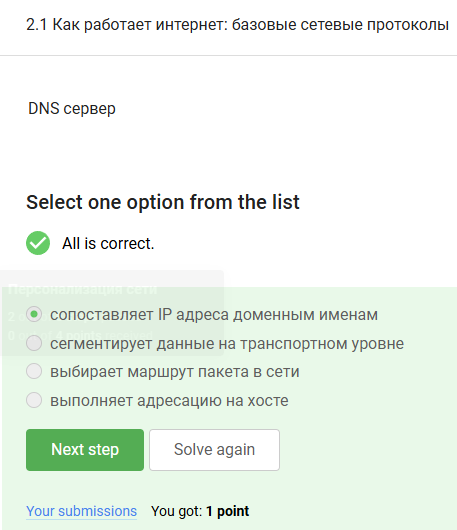 2.1 Как работает интернет: базовые сетевые протоколы
DNS сервер
Select one option from the list
All is correct.
Персонализация сети
сопоставляет IP адреса доменным именам
сегментирует данные на транспортном уровне
выбирает маршрут пакета в сети
выполняет адресацию на хосте
Next step
Solve again
Your submissions You got: 1 point